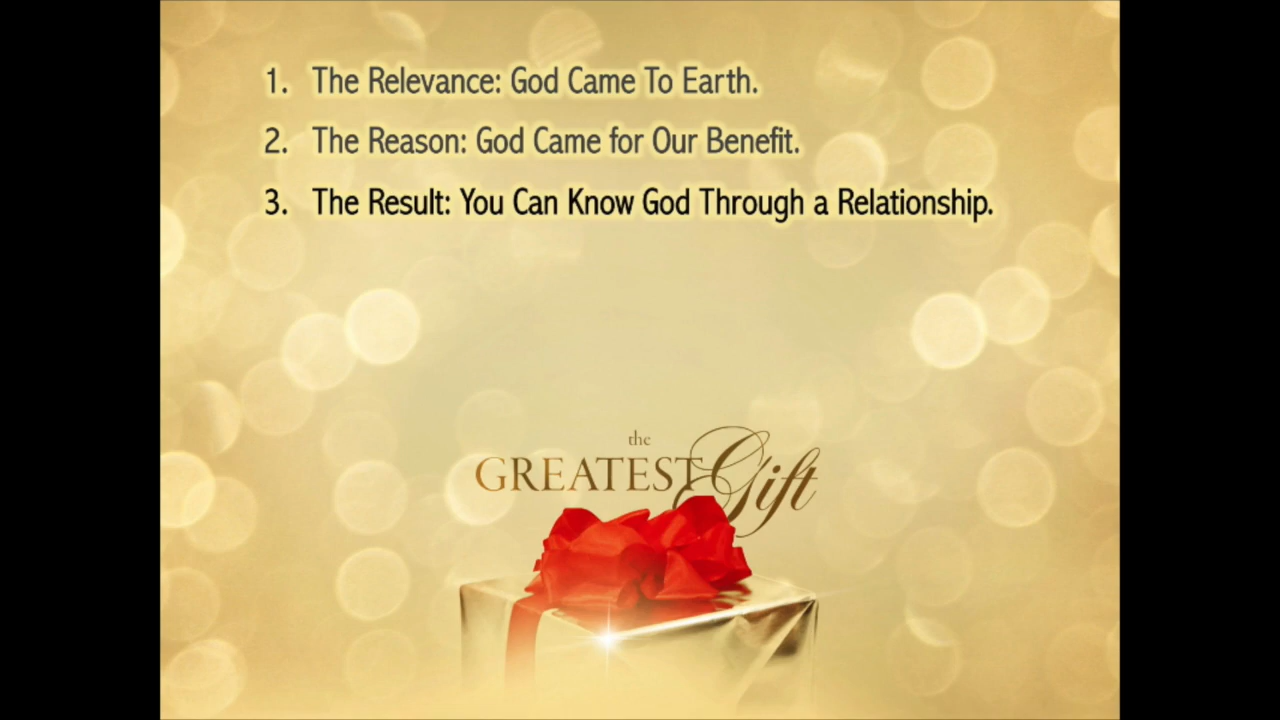 1. The Relevance: God Came To Earth.
2. The Reason: God Came for Our Benefit.
3. The Result: You Can Know God Through a Relationship.
the
GREATEST Gift